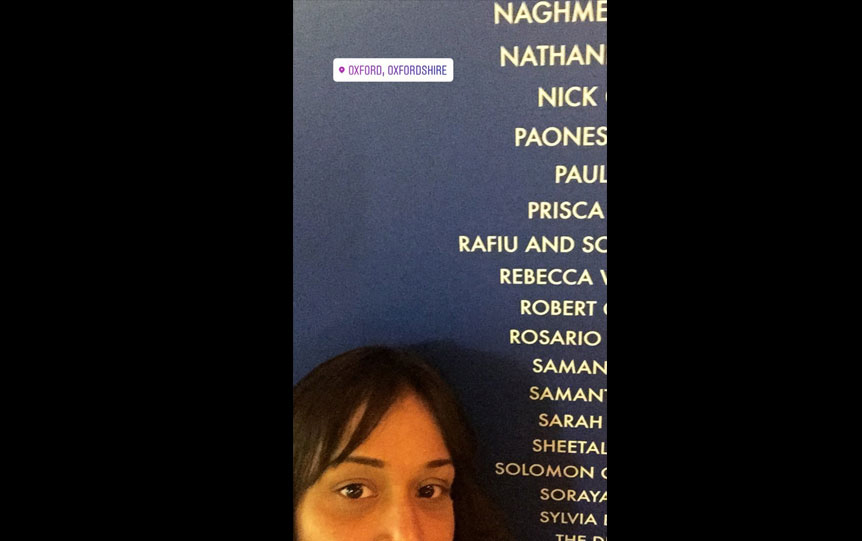 OXFORD, OXFORDSHIRE
NAGHME
NATHAN
NICK
PAONES
PAUL
PRISCA
RAFIU AND SO
REBECCA
ROBERT
ROSARIO
SAMAN
SAMANT
SARAH
SHEETAL
SOLOMON
SORAYA
SYLVIA
THE